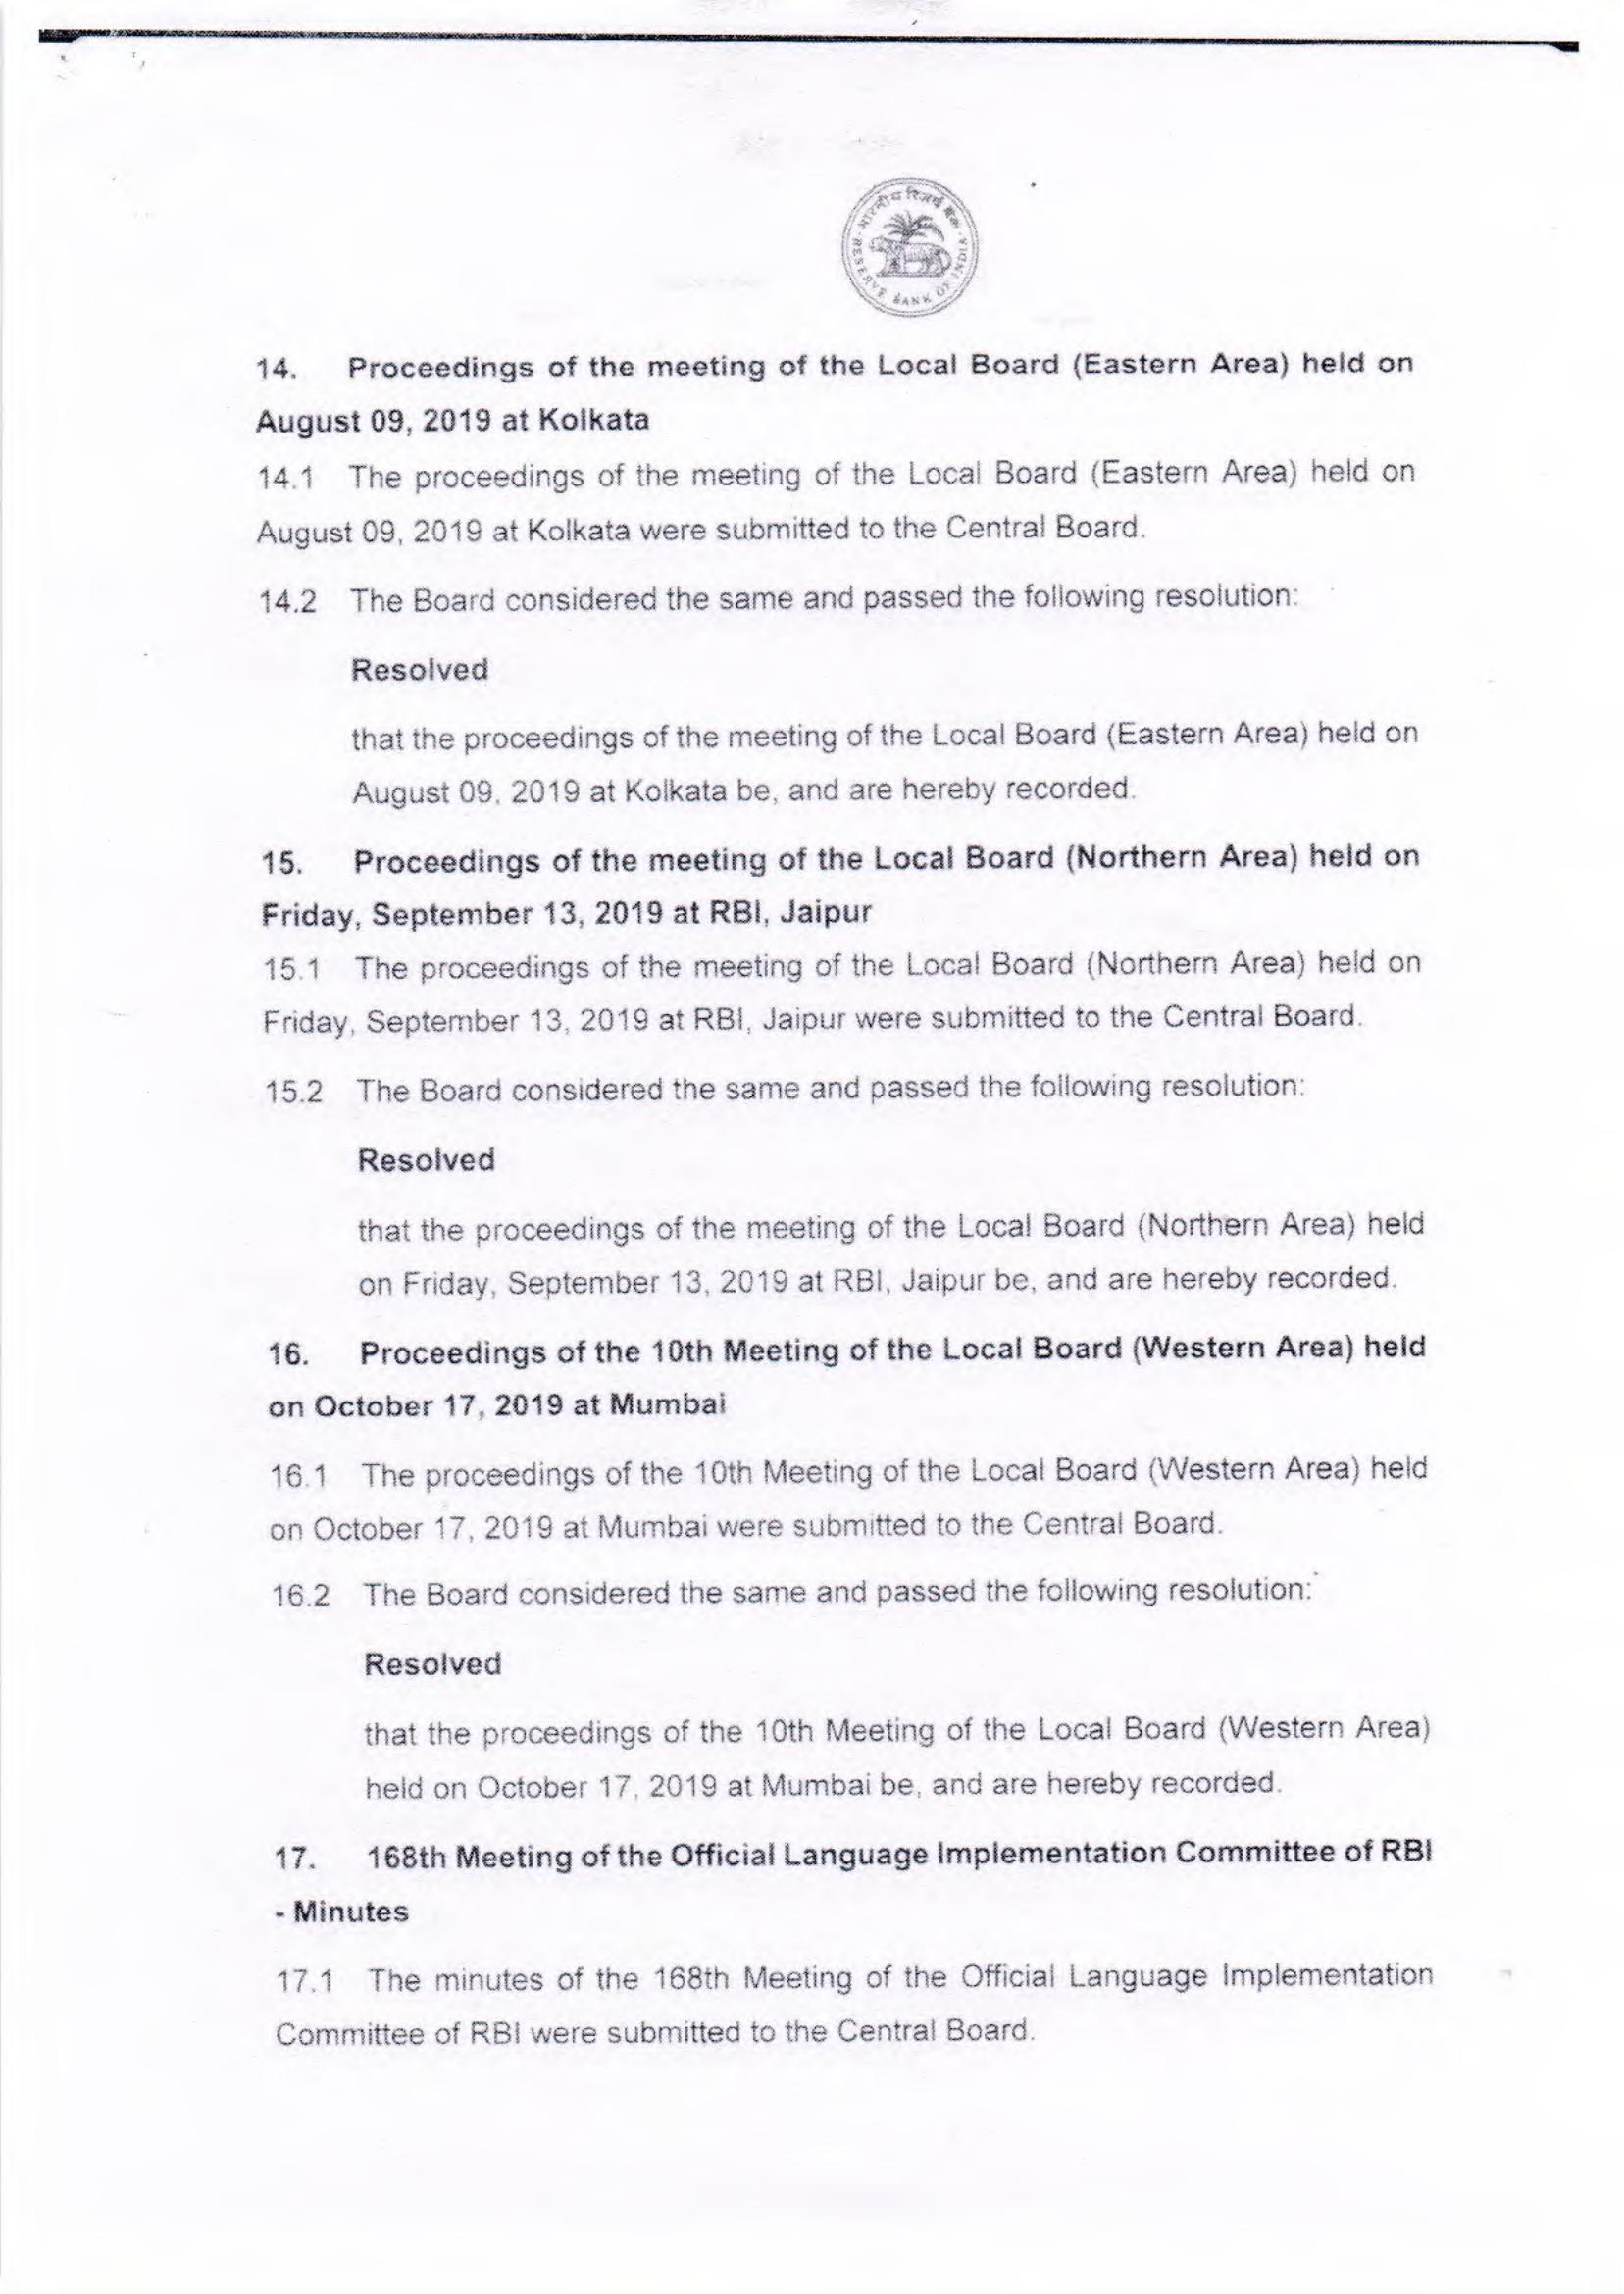 भारतीय रिज़र्व बैंक
RESERVE BANK OF INDIA
14. Proceedings of the meeting of the Local Board (Eastern Area) held on
August 09, 2019 at Kolkata
14.1 The proceedings of the meeting of the Local Board (Eastern Area) held on
August 09, 2019 at Kolkata were submitted to the Central Board.
14.2 The Board considered the same and passed the following resolution:
Resolved
that the proceedings of the meeting of the Local Board (Eastern Area) held on
August 09, 2019 at Kolkata be, and are hereby recorded.
15. Proceedings of the meeting of the Local Board (Northern Area) held on
Friday, September 13, 2019 at RBI, Jaipur
15.1 The proceedings of the meeting of the Local Board (Northern Area) held on
Friday, September 13, 2019 at RBI, Jaipur were submitted to the Central Board.
15.2 The Board considered the same and passed the following resolution:
Resolved
that the proceedings of the meeting of the Local Board (Northern Area) held
on Friday, September 13, 2019 at RBI, Jaipur be, and are hereby recorded.
16. Proceedings of the 10th Meeting of the Local Board (Western Area) held
on October 17, 2019 at Mumbai
16.1 The proceedings of the 10th Meeting of the Local Board (Western Area) held
on October 17, 2019 at Mumbai were submitted to the Central Board.
16.2 The Board considered the same and passed the following resolution:
Resolved
that the proceedings of the 10th Meeting of the Local Board (Western Area)
held on October 17, 2019 at Mumbai be, and are hereby recorded.
17. 168th Meeting of the Official Language Implementation Committee of RBI
- Minutes
17.1 The minutes of the 168th Meeting of the Official Language Implementation
Committee of RBI were submitted to the Central Board.